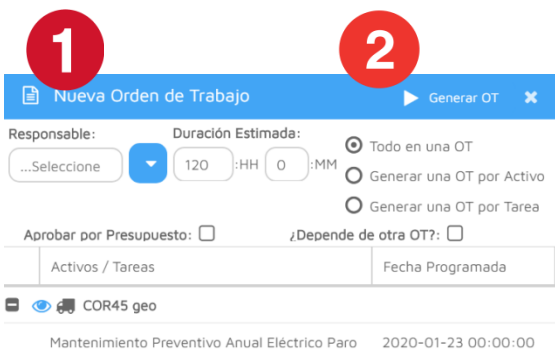 1
2
Nueva Orden de Trabajo
Generar OT
Responsable:
Duración Estimada:
...Seleccione
120 :HH 0 :MM
Todo en una OT
Generar una OT por Activo
Generar una OT por Tarea
Aprobar por Presupuesto:
¿Depende de otra OT?:
Activos / Tareas
Fecha Programada
COR45 geo
Mantenimiento Preventivo Anual Eléctrico Paro
2020-01-23 00:00:00